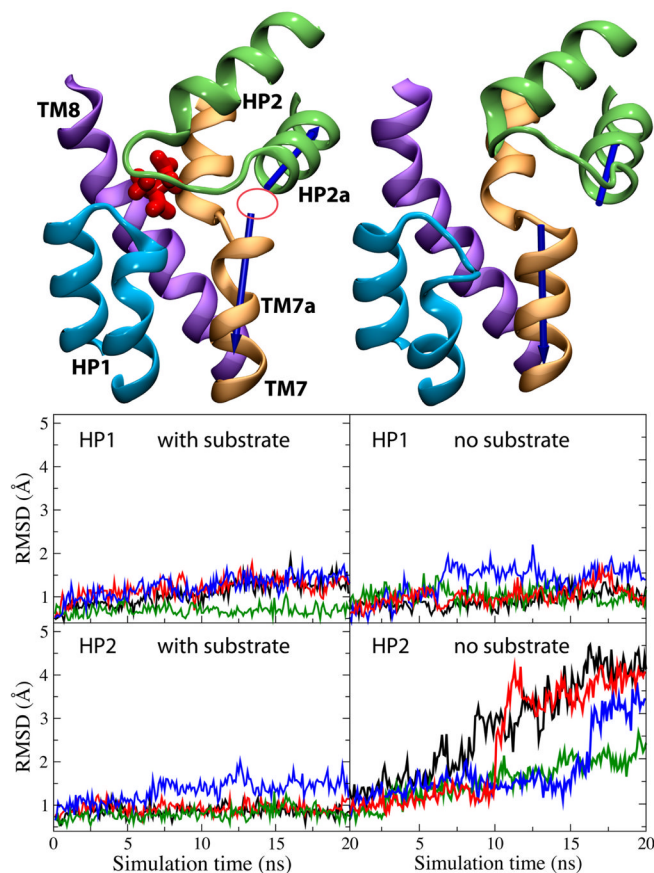 HP2
TM8
HP2a
TM7a
HP1
TM7
HP1 with substrate
HP1 no substrate
RMSD (Å)
5
4
3
2
1
HP2 with substrate
HP2 no substrate
RMSD (Å)
5
4
3
2
1
0 5 10 15 20 5 10 15 20
Simulation time (ns) Simulation time (ns)